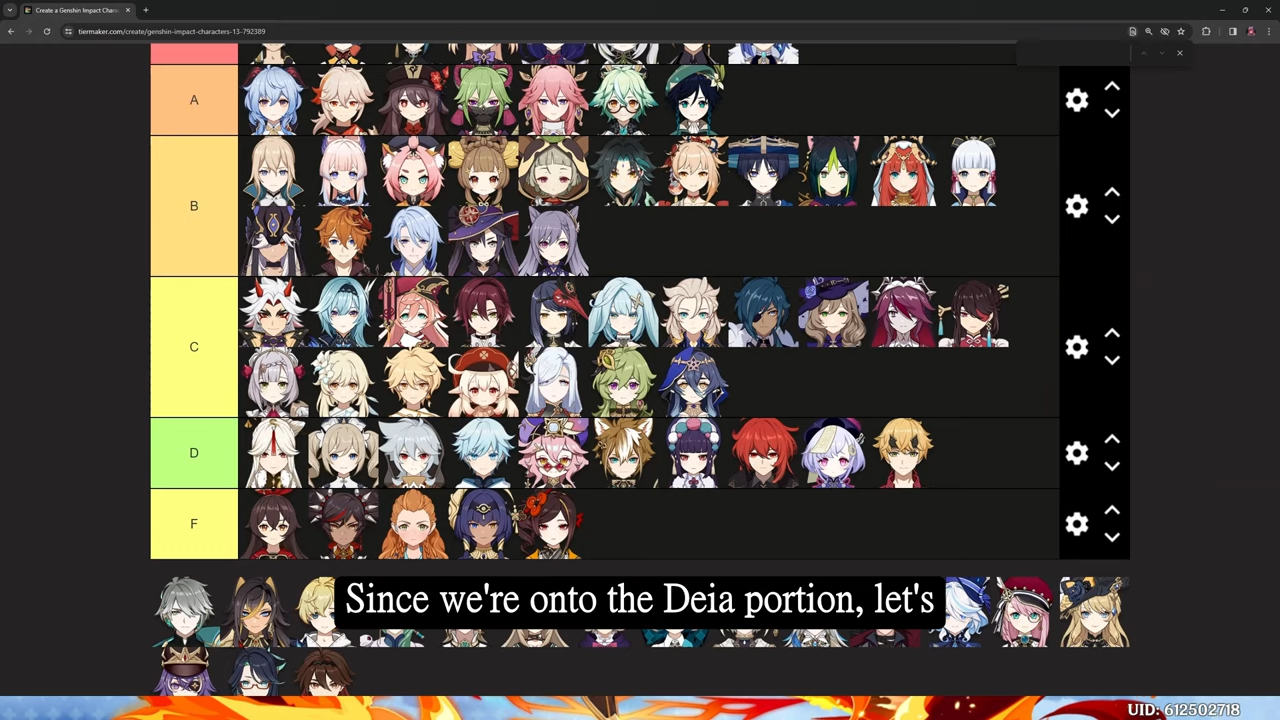 Create a Genshin Impact Charac
tiermaker.com/create/genshin-impact-characters-13-792389
A
B
C
D
F
Since we're onto the Deia portion, let's
UID: 612502718